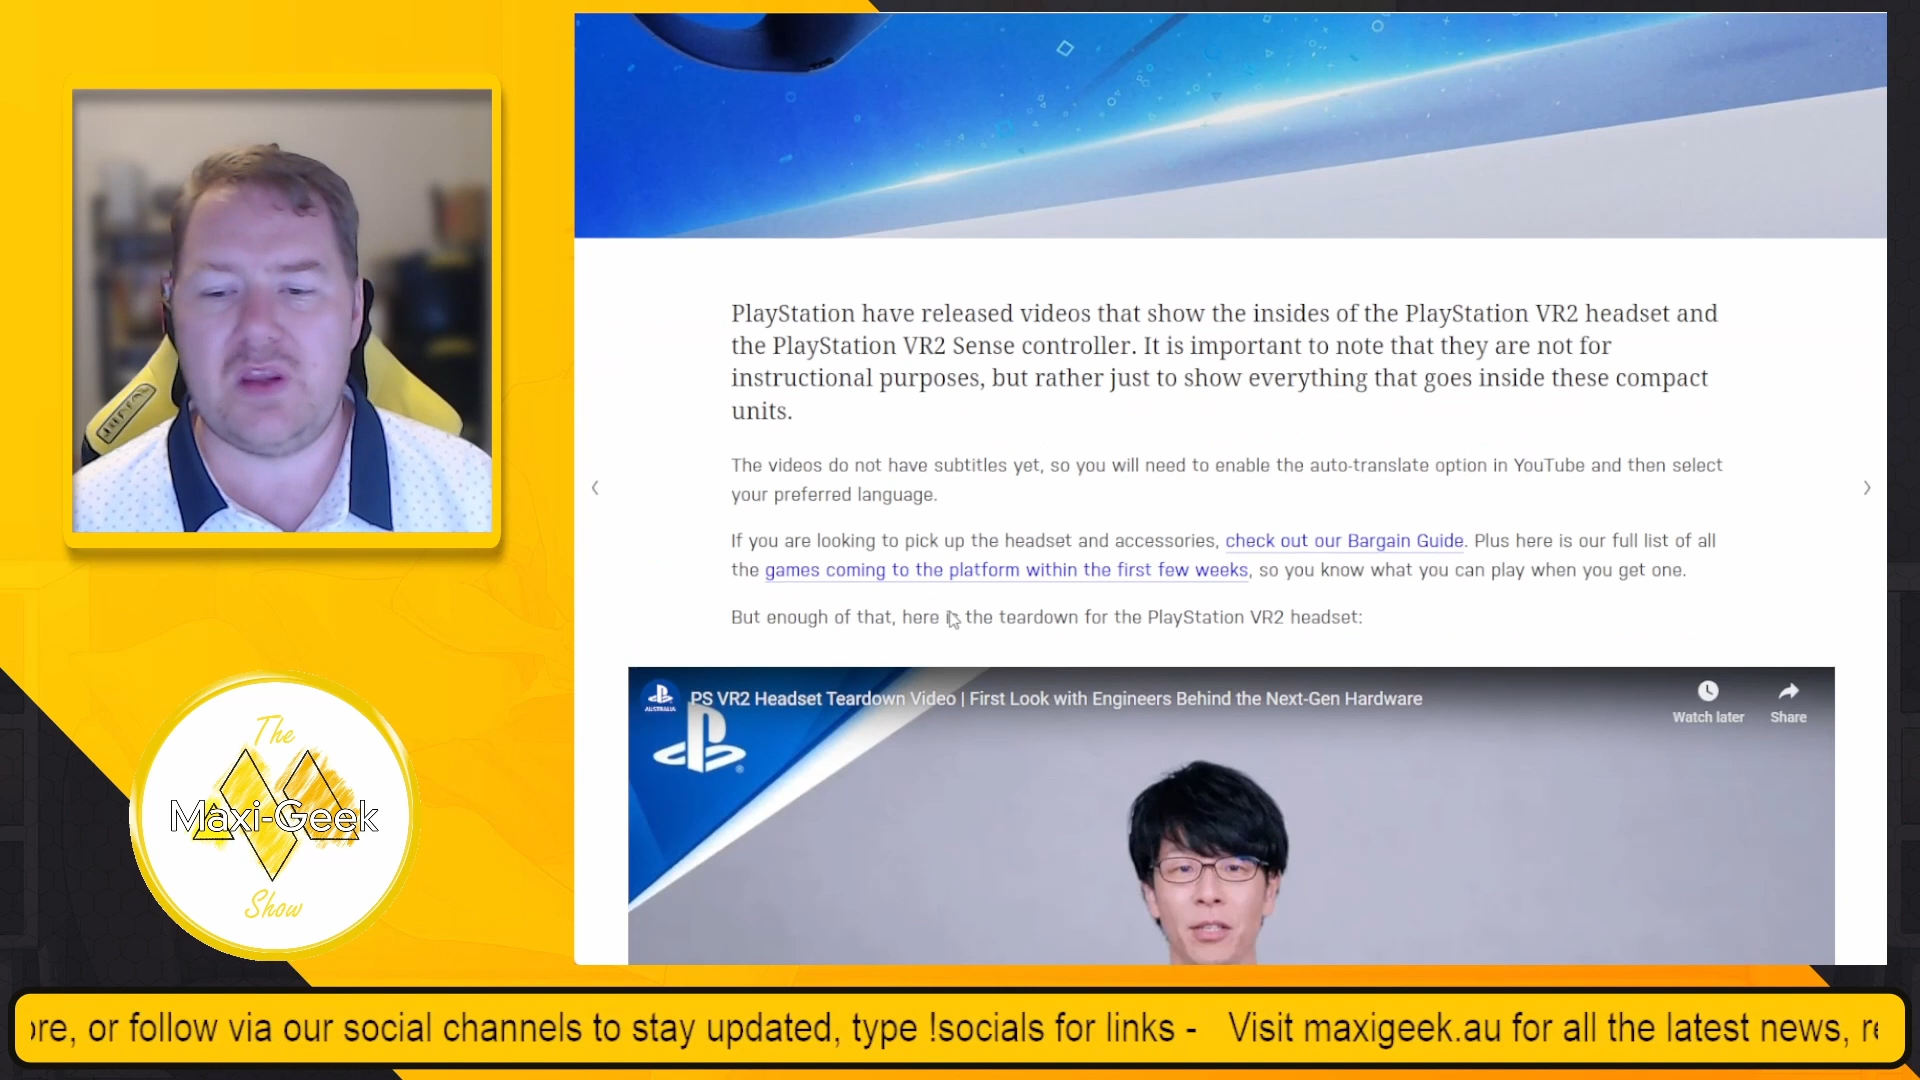 PlayStation have released videos that show the insides of the PlayStation VR2 headset and
the PlayStation VR2 Sense controller. It is important to note that they are not for
instructional purposes, but rather just to show everything that goes inside these compact
units.
The videos do not have subtitles yet, so you will need to enable the auto-translate option in YouTube and then select
your preferred language.
If you are looking to pick up the headset and accessories, check out our Bargain Guide. Plus here is our full list of all
the games coming to the platform within the first few weeks, so you know what you can play when you get one.
But enough of that, here is the teardown for the PlayStation VR2 headset:
AUSTRALIA
PS VR2 Headset Teardown Video | First Look with Engineers Behind the Next-Gen Hardware
Watch later
Share
The
Maxi-Geek
Show
ore, or follow via our social channels to stay updated, type !socials for links - Visit maxigeek.au for all the latest news, re